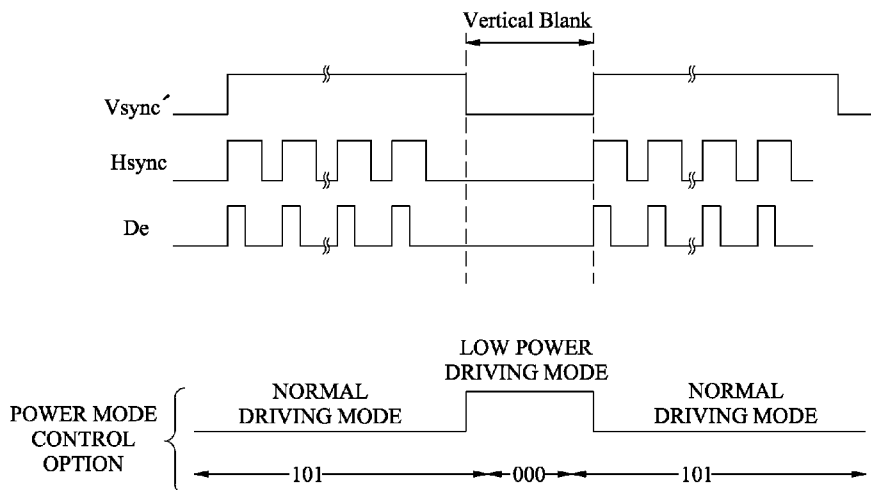 Vertical Blank
Vsync´
Hsync
De
LOW POWER
DRIVING MODE
NORMAL
DRIVING MODE
NORMAL
DRIVING MODE
POWER MODE
CONTROL
OPTION
101
000
101